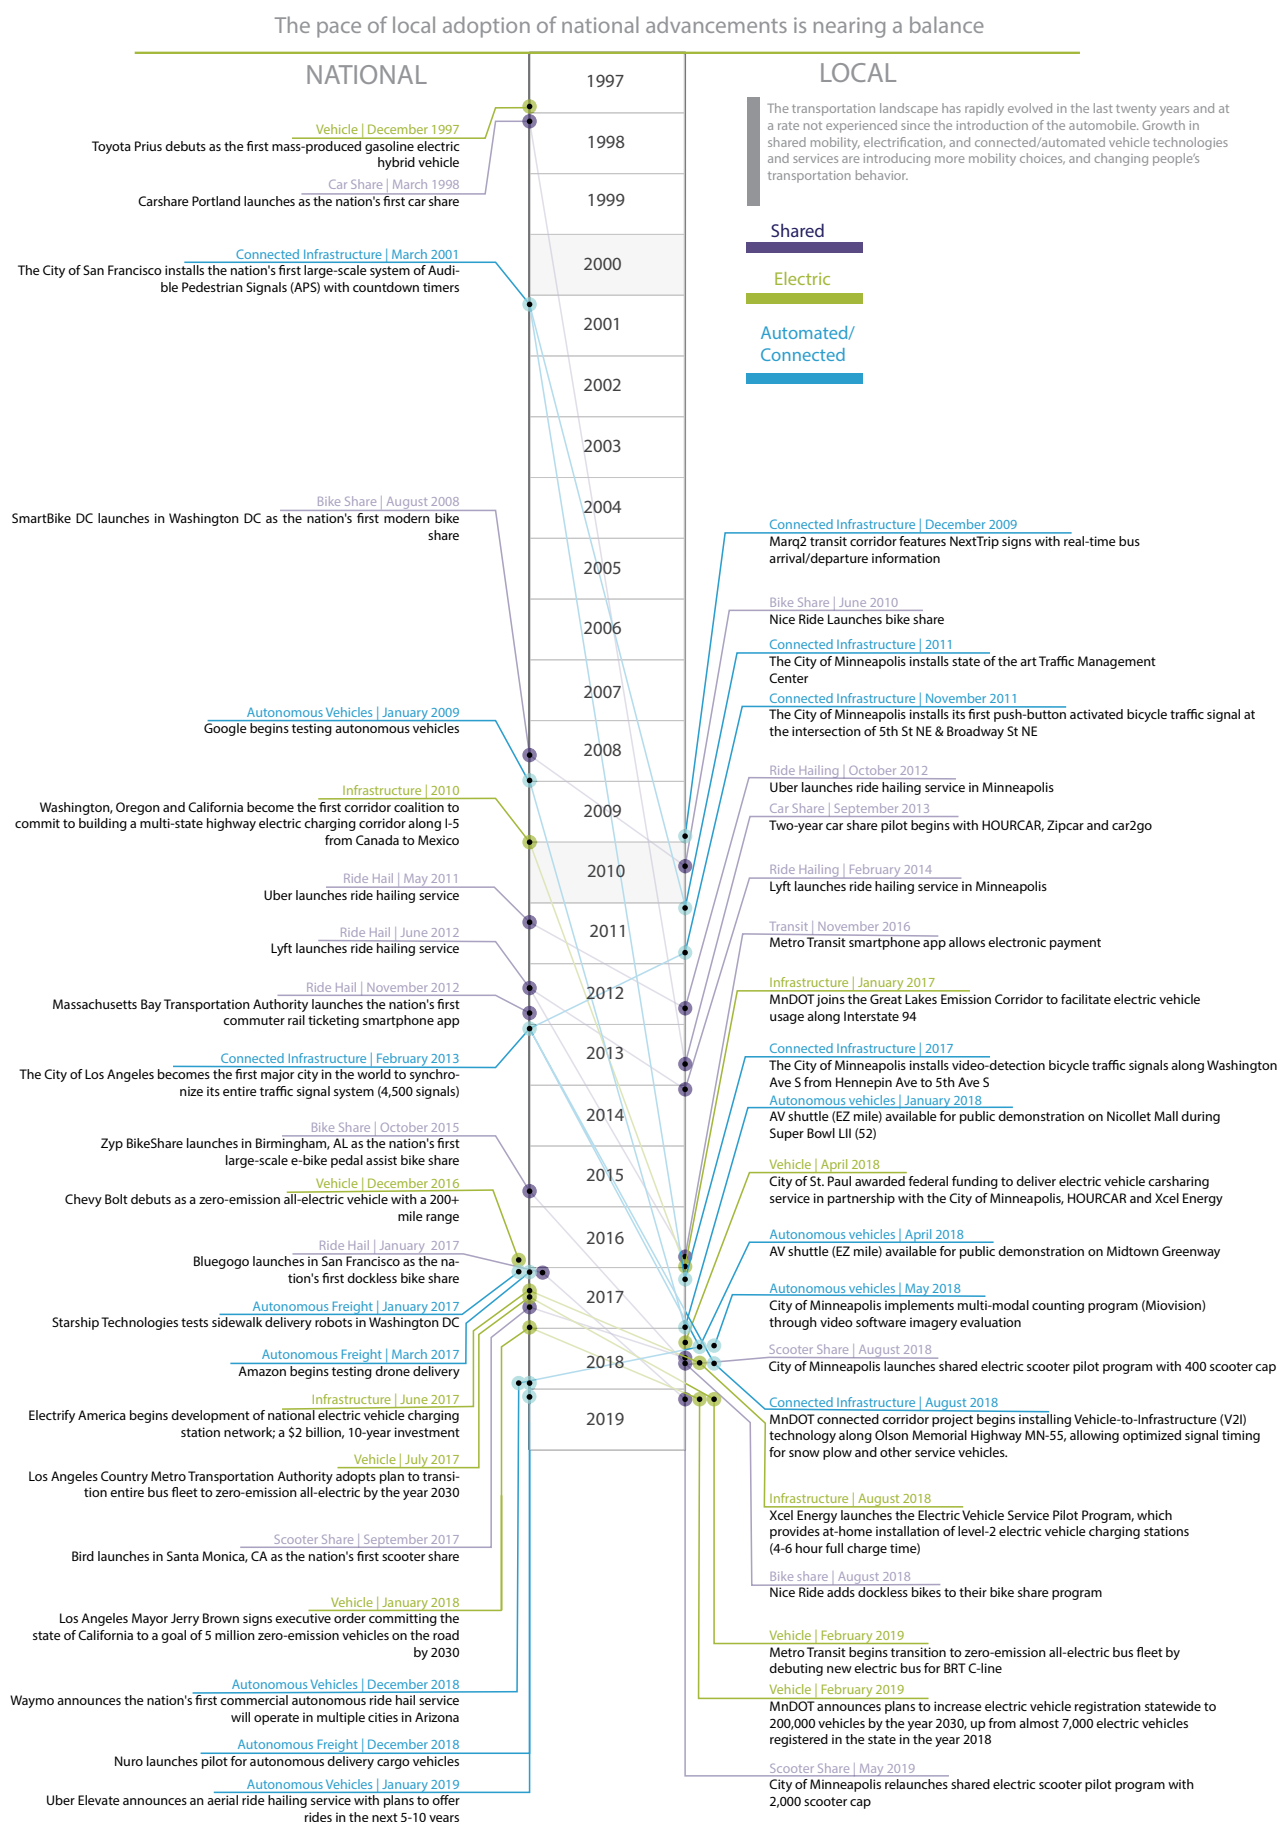 The pace of local adoption of national advancements is nearing a balance
NATIONAL
Vehicle | December 1997
Toyota Prius debuts as the first mass-produced gasoline electric
hybrid vehicle
Car Share | March 1998
Carshare Portland launches as the nation's first car share
Connected Infrastructure | March 2001
The City of San Francisco installs the nation's first large-scale system of Audi-
ble Pedestrian Signals (APS) with countdown timers
Bike Share | August 2008
SmartBike DC launches in Washington DC as the nation's first modern bike
share
Autonomous Vehicles | January 2009
Google begins testing autonomous vehicles
Infrastructure | 2010
Washington, Oregon and California become the first corridor coalition to
commit to building a multi-state highway electric charging corridor along I-5
from Canada to Mexico
Ride Hail | May 2011
Uber launches ride hailing service
Ride Hail | June 2012
Lyft launches ride hailing service
Ride Hail | November 2012
Massachusetts Bay Transportation Authority launches the nation's first
commuter rail ticketing smartphone app
Connected Infrastructure | February 2013
The City of Los Angeles becomes the first major city in the world to synchro-
nize its entire traffic signal system (4,500 signals)
Bike Share | October 2015
Zyp BikeShare launches in Birmingham, AL as the nation's first
large-scale e-bike pedal assist bike share
Vehicle | December 2016
Chevy Bolt debuts as a zero-emission all-electric vehicle with a 200+
mile range
Ride Hail | January 2017
Bluegogo launches in San Francisco as the na-
tion's first dockless bike share
Autonomous Freight | January 2017
Starship Technologies tests sidewalk delivery robots in Washington DC
Autonomous Freight | March 2017
Amazon begins testing drone delivery
Infrastructure | June 2017
Electrify America begins development of national electric vehicle charging
station network; a $2 billion, 10-year investment
Vehicle | July 2017
Los Angeles Country Metro Transportation Authority adopts plan to transi-
tion entire bus fleet to zero-emission all-electric by the year 2030
Scooter Share | September 2017
Bird launches in Santa Monica, CA as the nation's first scooter share
Vehicle | January 2018
Los Angeles Mayor Jerry Brown signs executive order committing the
state of California to a goal of 5 million zero-emission vehicles on the road
by 2030
Autonomous Vehicles | December 2018
Waymo announces the nation's first commercial autonomous ride hail service
will operate in multiple cities in Arizona
Autonomous Freight | December 2018
Nuro launches pilot for autonomous delivery cargo vehicles
Autonomous Vehicles | January 2019
Uber Elevate announces an aerial ride hailing service with plans to offer
rides in the next 5-10 years
1997
1998
1999
2000
2001
2002
2003
2004
2005
2006
2007
2008
2009
2010
2011
2012
2013
2014
2015
2016
2017
2018
2019
LOCAL
The transportation landscape has rapidly evolved in the last twenty years and at
a rate not experienced since the introduction of the automobile. Growth in
shared mobility, electrification, and connected/automated vehicle technologies
and services are introducing more mobility choices, and changing people's
transportation behavior.
Shared
Electric
Automated/
Connected
Connected Infrastructure | December 2009
Marq2 transit corridor features NextTrip signs with real-time bus
arrival/departure information
Bike Share | June 2010
Nice Ride Launches bike share
Connected Infrastructure | 2011
The City of Minneapolis installs state of the art Traffic Management
Center
Connected Infrastructure | November 2011
The City of Minneapolis installs its first push-button activated bicycle traffic signal at
the intersection of 5th St NE & Broadway St NE
Ride Hailing | October 2012
Uber launches ride hailing service in Minneapolis
Car Share | September 2013
Two-year car share pilot begins with HOURCAR, Zipcar and car2go
Ride Hailing | February 2014
Lyft launches ride hailing service in Minneapolis
Transit | November 2016
Metro Transit smartphone app allows electronic payment
Infrastructure | January 2017
MnDOT joins the Great Lakes Emission Corridor to facilitate electric vehicle
usage along Interstate 94
Connected Infrastructure | 2017
The City of Minneapolis installs video-detection bicycle traffic signals along Washington
Ave S from Hennepin Ave to 5th Ave S
Autonomous vehicles | January 2018
AV shuttle (EZ mile) available for public demonstration on Nicollet Mall during
Super Bowl LII (52)
Vehicle | April 2018
City of St. Paul awarded federal funding to deliver electric vehicle carsharing
service in partnership with the City of Minneapolis, HOURCAR and Xcel Energy
Autonomous vehicles | April 2018
AV shuttle (EZ mile) available for public demonstration on Midtown Greenway
Autonomous vehicles | May 2018
City of Minneapolis implements multi-modal counting program (Miovision)
through video software imagery evaluation
Scooter Share | August 2018
City of Minneapolis launches shared electric scooter pilot program with 400 scooter cap
Connected Infrastructure | August 2018
MnDOT connected corridor project begins installing Vehicle-to-Infrastructure (V2I)
technology along Olson Memorial Highway MN-55, allowing optimized signal timing
for snow plow and other service vehicles.
Infrastructure | August 2018
Xcel Energy launches the Electric Vehicle Service Pilot Program, which
provides at-home installation of level-2 electric vehicle charging stations
(4-6 hour full charge time)
Bike share | August 2018
Nice Ride adds dockless bikes to their bike share program
Vehicle | February 2019
Metro Transit begins transition to zero-emission all-electric bus fleet by
debuting new electric bus for BRT C-line
Vehicle | February 2019
MnDOT announces plans to increase electric vehicle registration statewide to
200,000 vehicles by the year 2030, up from almost 7,000 electric vehicles
registered in the state in the year 2018
Scooter Share | May 2019
City of Minneapolis relaunches shared electric scooter pilot program with
2,000 scooter cap